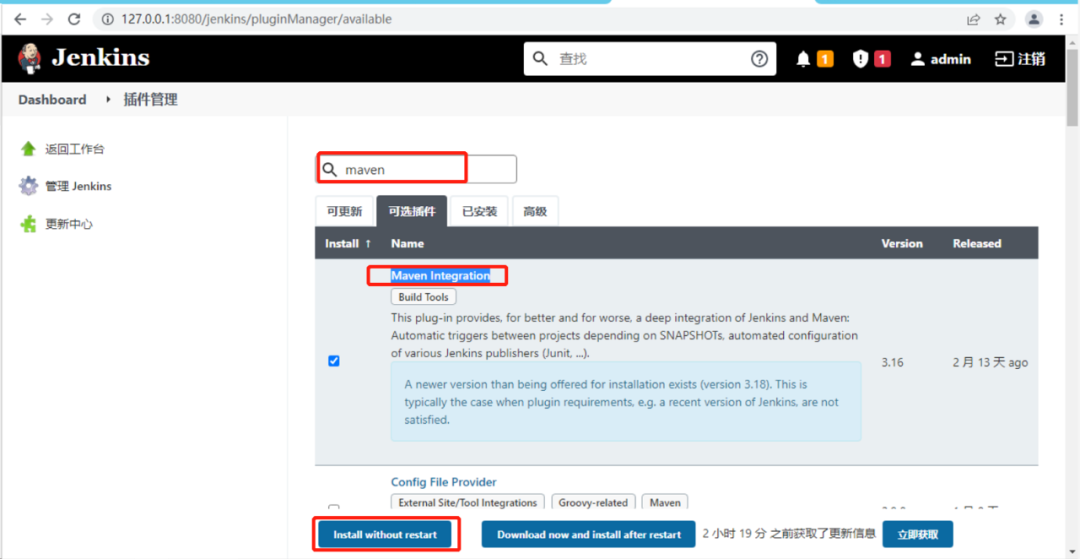 127.0.0.1:8080/jenkins/pluginManager/available
Jenkins
查找
1
1
admin
注销
Dashboard
插件管理
返回工作台
管理 Jenkins
更新中心
maven
可更新
可选插件
已安装
高级
Install ↑
Name
Version
Released
Maven Integration
Build Tools
This plug-in provides, for better and for worse, a deep integration of Jenkins and Maven:
Automatic triggers between projects depending on SNAPSHOTs, automated configuration
of various Jenkins publishers (Junit, ...).
3.16
2 月 13 天 ago
A newer version than being offered for installation exists (version 3.18). This is
typically the case when plugin requirements, e.g. a recent version of Jenkins, are not
satisfied.
Config File Provider
External Site/Tool Integrations
Groovy-related
Maven
Install without restart
Download now and install after restart
2 小时 19 分 之前获取了更新信息
立即获取